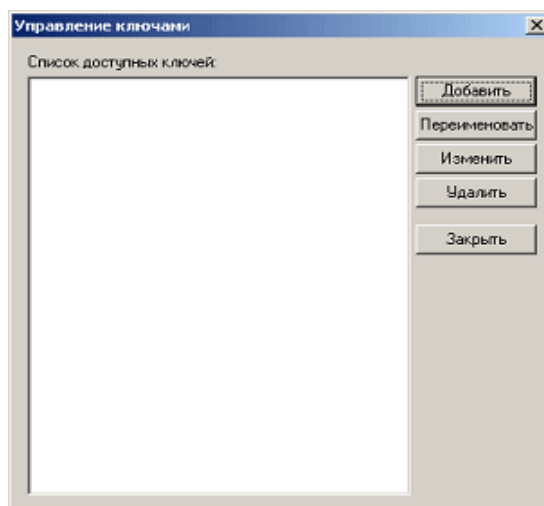 Управление ключами
Список доступных ключей:
Добавить
Переименовать
Изменить
Удалить
Закрыть